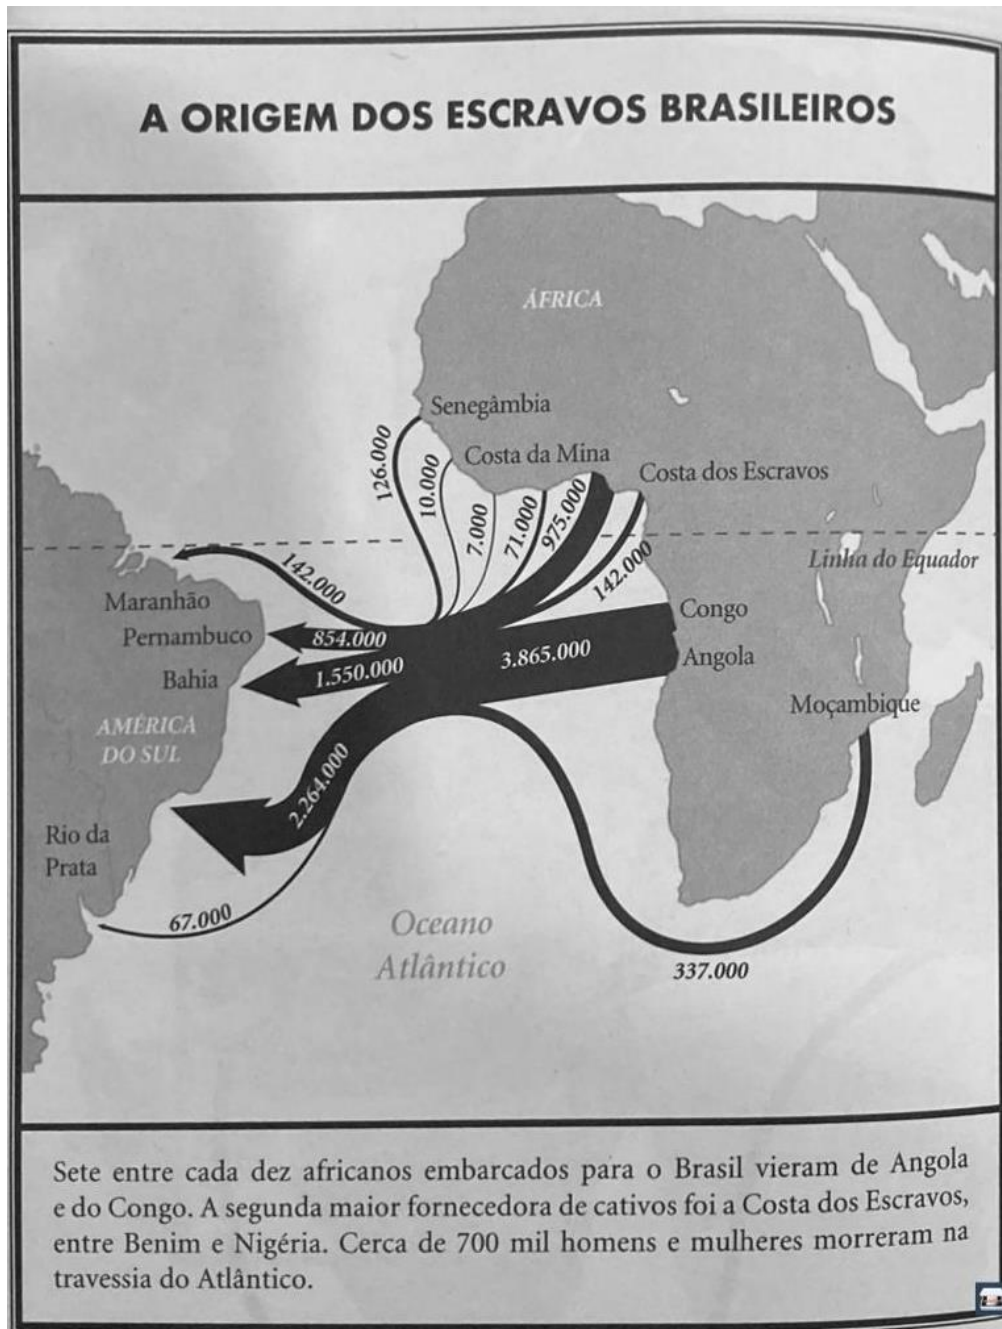 A ORIGEM DOS ESCRAVOS BRASILEIROS
ÁFRICA
Senegâmbia
Costa da Mina
Costa dos Escravos
126.000
10.000
7.000
71.000
975.000
142.000
Linha do Equador
142.000
Maranhão
Pernambuco
854.000
Congo
3.865.000
Angola
Bahia
1.550.000
Moçambique
AMÉRICA
DO SUL
2.264.000
Rio da
Prata
67.000
Oceano
Atlântico
337.000
Sete entre cada dez africanos embarcados para o Brasil vieram de Angola
e do Congo. A segunda maior fornecedora de cativos foi a Costa dos Escravos,
entre Benim e Nigéria. Cerca de 700 mil homens e mulheres morreram na
travessia do Atlântico.